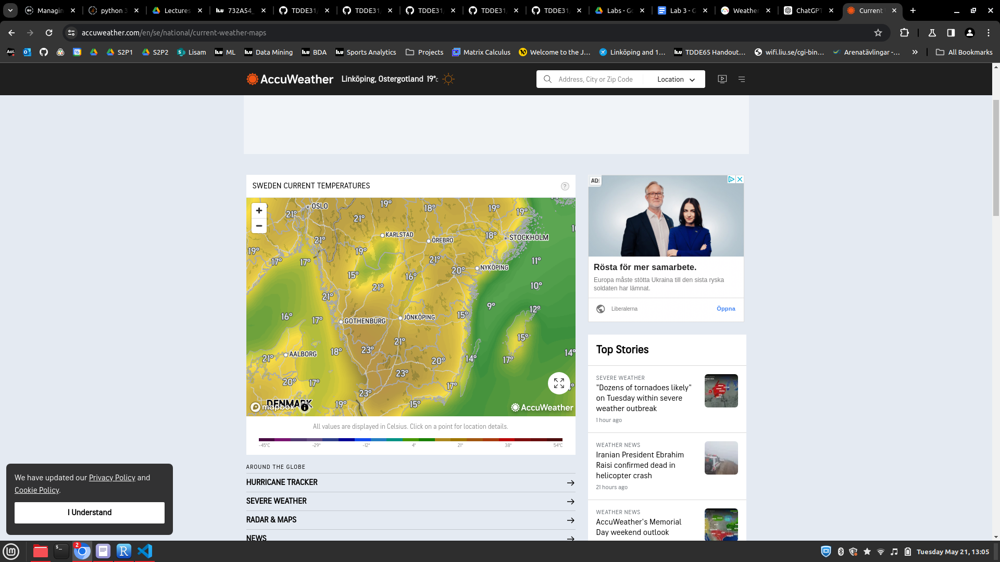 Managin
python 3
Lectures
732A54_
TDDE31/
TDDE31/
TDDE31/
TDDE31/
TDDE31/
Labs - Go
Lab 3 - G
Weather
ChatGPT
Current
accuweather.com/en/se/national/current-weather-maps
Aol.
16
S2P1
S2P2
Lisam
ML
Data Mining
BDA
Sports Analytics
Projects
Matrix Calculus
Welcome to the J…
Linköping and 1…
TDDE65 Handout…
wifi.liu.se/cgi-bin…
Arenatävlingar -…
All Bookmarks
AccuWeather
Linköping, Ostergotland 19°C
Address, City or Zip Code
Location
SWEDEN CURRENT TEMPERATURES
?
+
−
OSLO
21°
19°
21°
18°
19°
19°
KARLSTAD
ÖREBRO
18°
STOCKHOLM
21°
19°
19°
17°
17°
21°
11°
20°
NYKÖPING
15°
16°
21°
10°
21°
9°
12°
16°
17°
GOTHENBURG
JÖNKÖPING
15°
15°
21°
23°
18°
AALBORG
21°
20°
14°
17°
14°
23°
20°
17°
17°
23°
19°
15°
DENMARK
mapbox
AccuWeather
All values are displayed in Celsius. Click on a point for location details.
-45°C
-29°
-12°
4°
21°
38°
54°C
AROUND THE GLOBE
HURRICANE TRACKER
SEVERE WEATHER
RADAR & MAPS
NEWS
AD
Rösta för mer samarbete.
Europa måste stötta Ukraina till den sista ryska
soldaten har lämnat.
Liberalerna
Öppna
Top Stories
SEVERE WEATHER
"Dozens of tornadoes likely"
on Tuesday within severe
weather outbreak
1 hour ago
WEATHER NEWS
Iranian President Ebrahim
Raisi confirmed dead in
helicopter crash
21 hours ago
WEATHER NEWS
AccuWeather's Memorial
Day weekend outlook
We have updated our Privacy Policy and
Cookie Policy.
I Understand
2
Tuesday May 21, 13:05